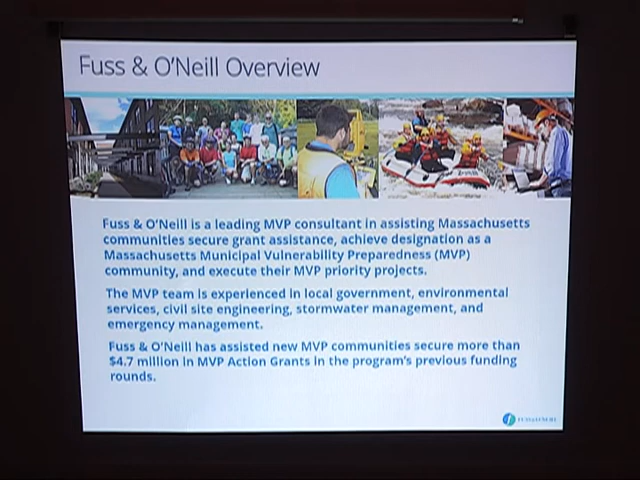 Fuss & O'Neill Overview
Fuss & O'Neill is a leading MVP consultant in assisting Massachusetts
communities secure grant assistance, achieve designation as a
Massachusetts Municipal Vulnerability Preparedness (MVP)
community, and execute their MVP priority projects.
The MVP team is experienced in local government, environmental
services, civil site engineering, stormwater management, and
emergency management.
Fuss & O'Neill has assisted new MVP communities secure more than
$4.7 million in MVP Action Grants in the program's previous funding
rounds.
FUSS & O'NEILL